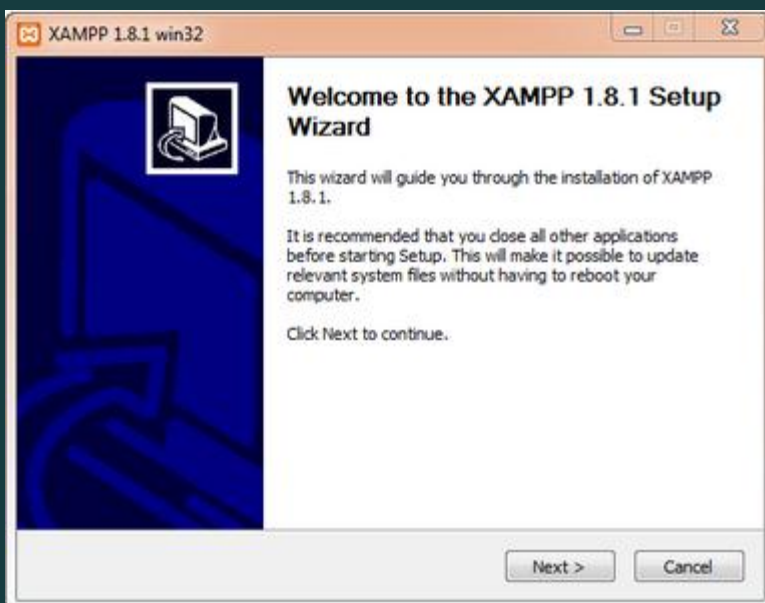 XAMPP 1.8.1 win32
Welcome to the XAMPP 1.8.1 Setup
Wizard
This wizard will guide you through the installation of XAMPP
1.8.1.
It is recommended that you close all other applications
before starting Setup. This will make it possible to update
relevant system files without having to reboot your
computer.
Click Next to continue.
Next >
Cancel